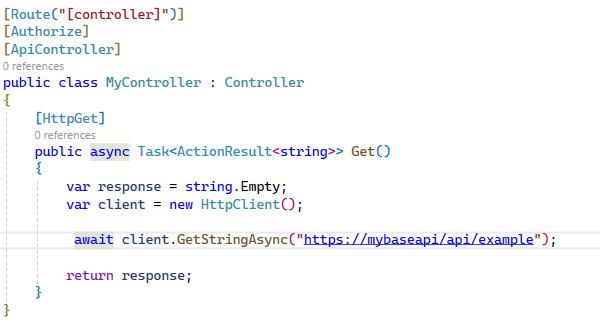 [Route("[controller]")]
[Authorize]
[ApiController]
0 references
public class MyController : Controller
{
[HttpGet]
0 references
public async Task<ActionResult<string>> Get()
{
var response = string.Empty;
var client = new HttpClient();
await client.GetStringAsync("https://mybaseapi/api/example");
return response;
}
}